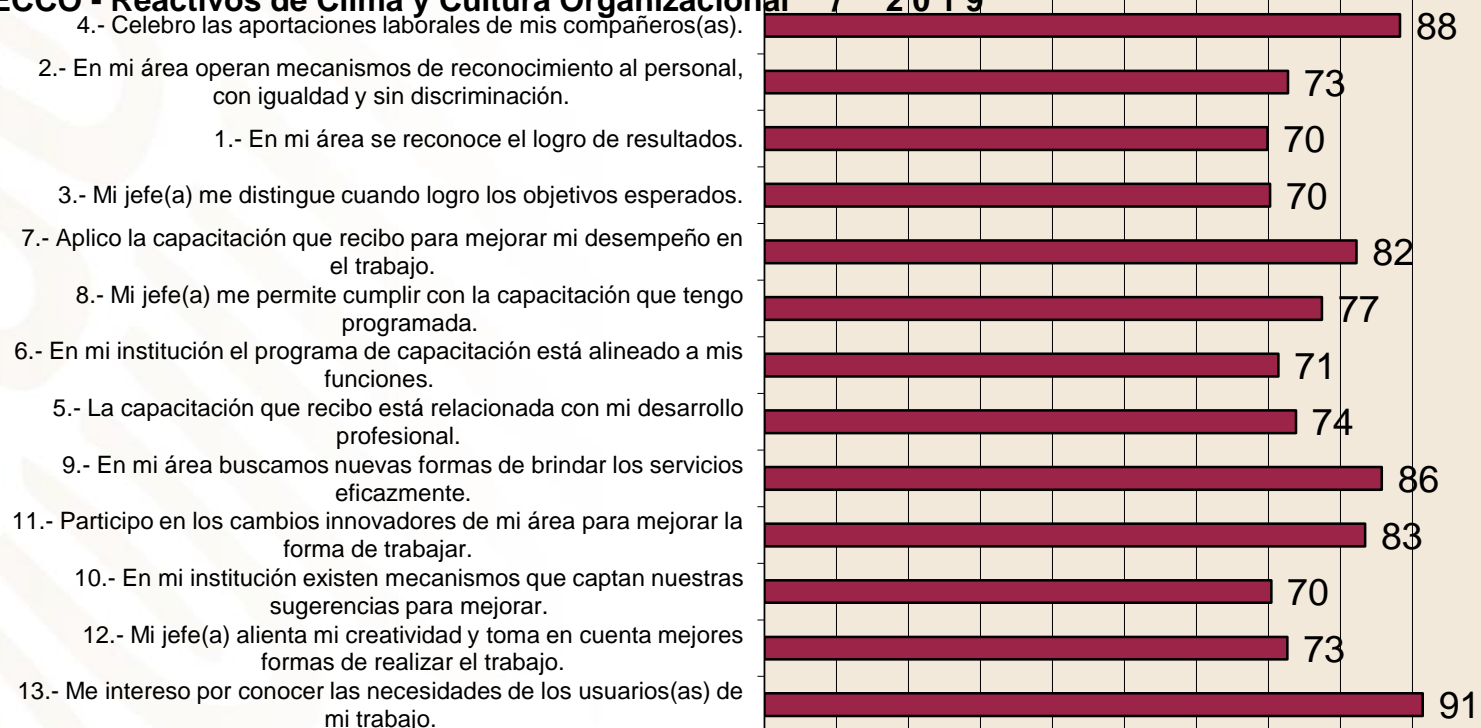 ECCO - Reactivos de Clima y Cultura Organizacional 7 2019
4.- Celebro las aportaciones laborales de mis compañeros(as). 88
2.- En mi área operan mecanismos de reconocimiento al personal,
con igualdad y sin discriminación. 73
1.- En mi área se reconoce el logro de resultados. 70
3.- Mi jefe(a) me distingue cuando logro los objetivos esperados. 70
7.- Aplico la capacitación que recibo para mejorar mi desempeño en
el trabajo. 82
8.- Mi jefe(a) me permite cumplir con la capacitación que tengo
programada. 77
6.- En mi institución el programa de capacitación está alineado a mis
funciones. 71
5.- La capacitación que recibo está relacionada con mi desarrollo
profesional. 74
9.- En mi área buscamos nuevas formas de brindar los servicios
eficazmente. 86
11.- Participo en los cambios innovadores de mi área para mejorar la
forma de trabajar. 83
10.- En mi institución existen mecanismos que captan nuestras
sugerencias para mejorar. 70
12.- Mi jefe(a) alienta mi creatividad y toma en cuenta mejores
formas de realizar el trabajo. 73
13.- Me intereso por conocer las necesidades de los usuarios(as) de
mi trabajo. 91